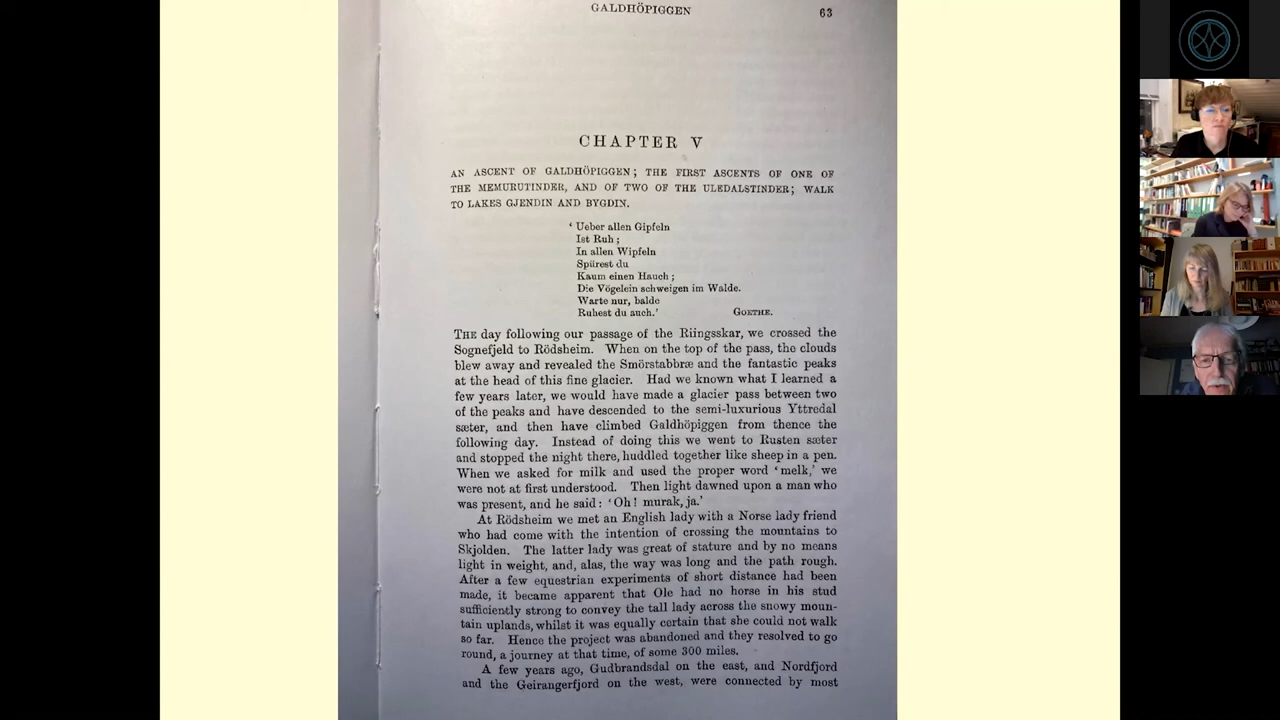 GALDHÖPIGGEN 63
CHAPTER V
AN ASCENT OF GALDHÖPIGGEN; THE FIRST ASCENTS OF ONE OF
THE MEMURUTINDER, AND OF TWO OF THE ULEDALSTINDER; WALK
TO LAKES GJENDIN AND BYGDIN.
‘Ueber allen Gipfeln
Ist Ruh;
In allen Wipfeln
Spürest du
Kaum einen Hauch;
Die Vögelein schweigen im Walde.
Warte nur, balde
Ruhest du auch.’ GOETHE.
THE day following our passage of the Riingsskar, we crossed the
Sognefjeld to Rödsheim. When on the top of the pass, the clouds
blew away and revealed the Smörstabbræ and the fantastic peaks
at the head of this fine glacier. Had we known what I learned a
few years later, we would have made a glacier pass between two
of the peaks and have descended to the semi-luxurious Yttredal
sæter, and then have climbed Galdhöpiggen from thence the
following day. Instead of doing this we went to Rusten sæter
and stopped the night there, huddled together like sheep in a pen.
When we asked for milk and used the proper word ‘melk,’ we
were not at first understood. Then light dawned upon a man who
was present, and he said: ‘Oh! murak, ja.’
At Rödsheim we met an English lady with a Norse lady friend
who had come with the intention of crossing the mountains to
Skjolden. The latter lady was great of stature and by no means
light in weight, and, alas, the way was long and the path rough.
After a few equestrian experiments of short distance had been
made, it became apparent that Ole had no horse in his stud
sufficiently strong to convey the tall lady across the snowy moun-
tain uplands, whilst it was equally certain that she could not walk
so far. Hence the project was abandoned and they resolved to go
round, a journey at that time, of some 300 miles.
A few years ago, Gudbrandsdal on the east, and Nordfjord
and the Geirangerfjord on the west, were connected by most